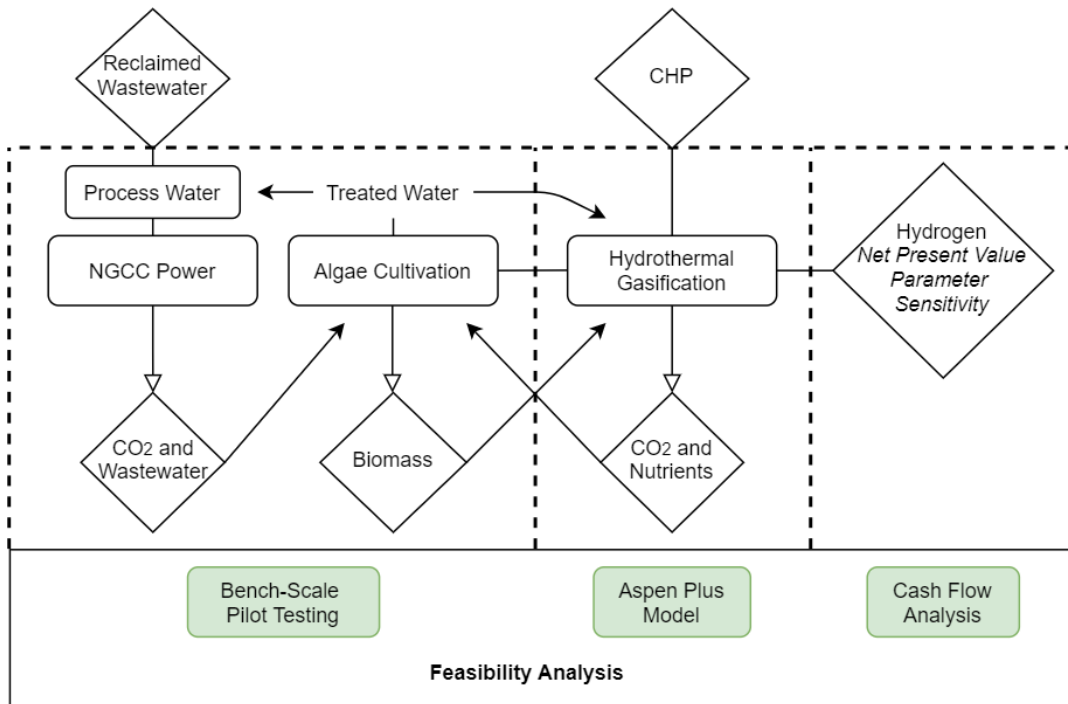 Reclaimed
Wastewater
CHP
Process Water
Treated Water
NGCC Power
Algae Cultivation
Hydrothermal
Gasification
Hydrogen
Net Present Value
Parameter
Sensitivity
CO2 and
Wastewater
Biomass
CO2 and
Nutrients
Bench-Scale
Pilot Testing
Aspen Plus
Model
Cash Flow
Analysis
Feasibility Analysis